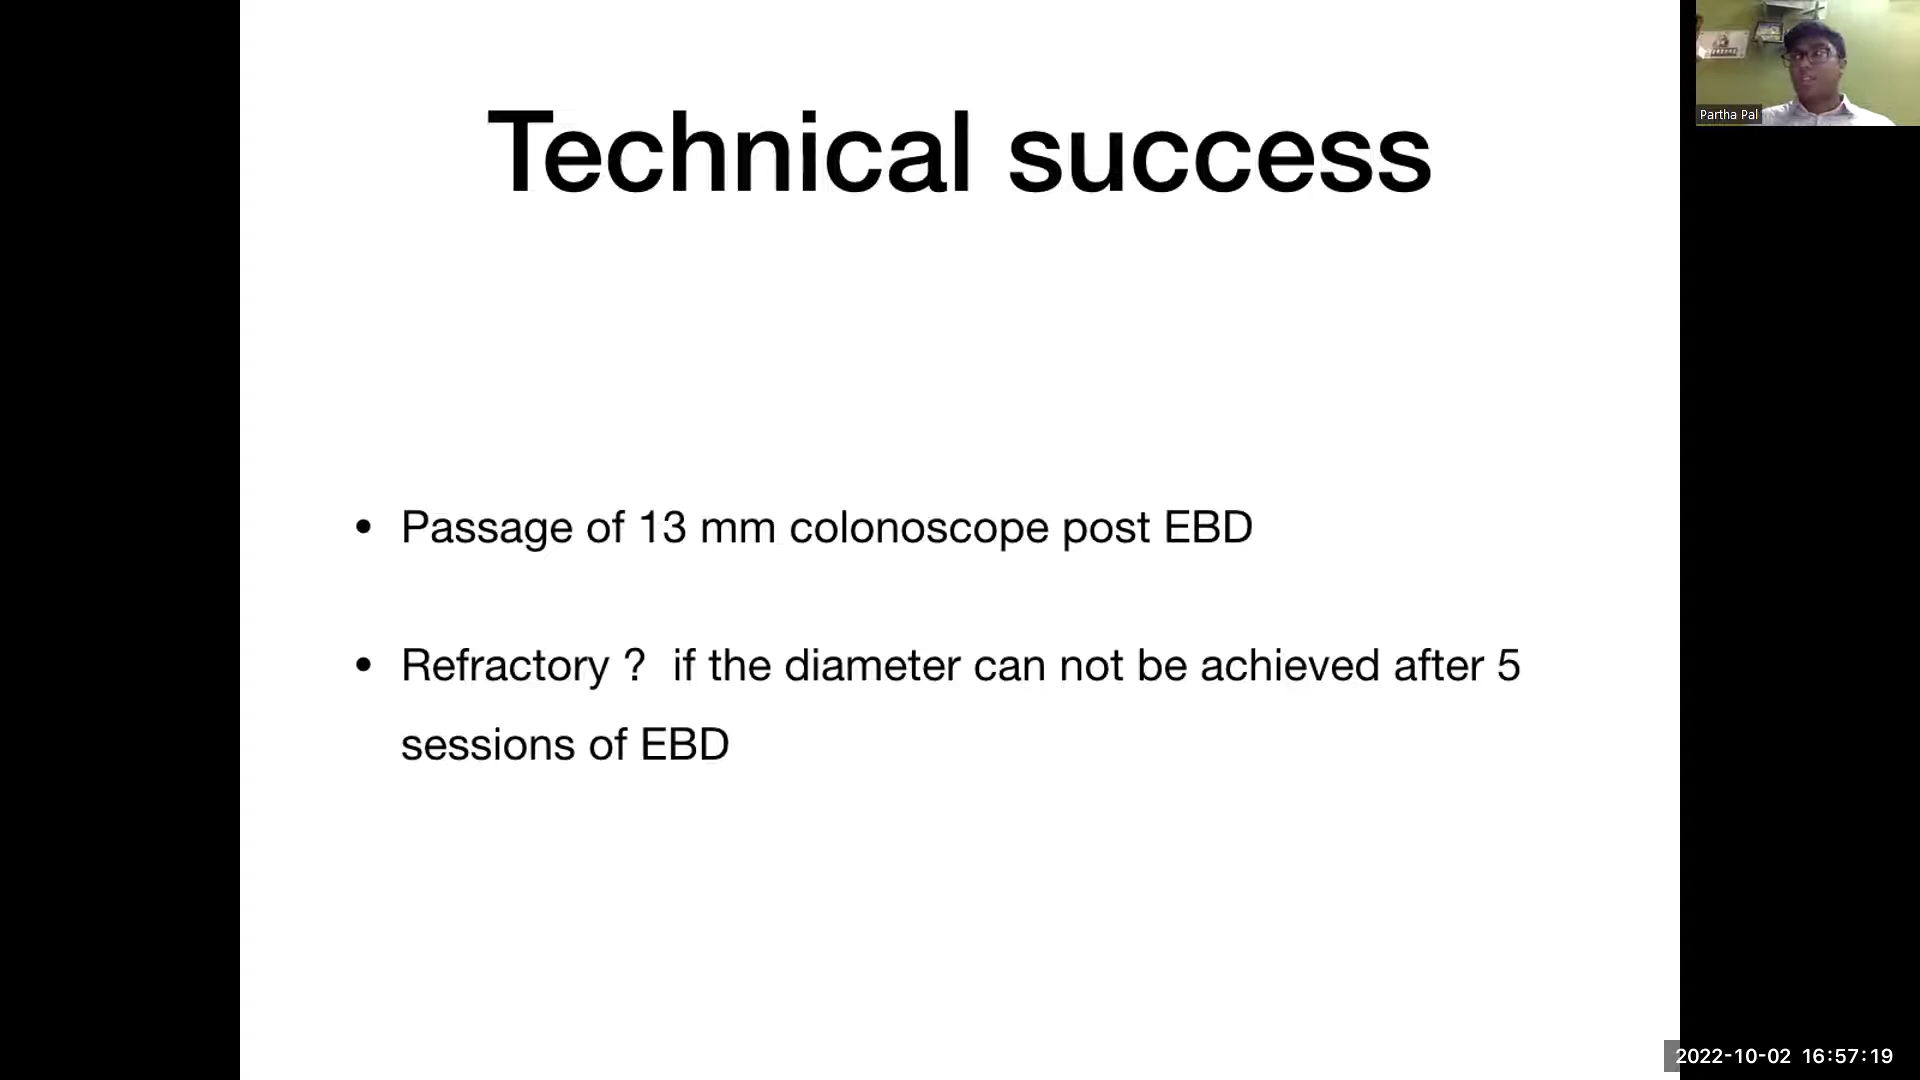 Technical success
• Passage of 13 mm colonoscope post EBD
• Refractory ? if the diameter can not be achieved after 5
sessions of EBD
Partha Pal
2022-10-02 16:57:19